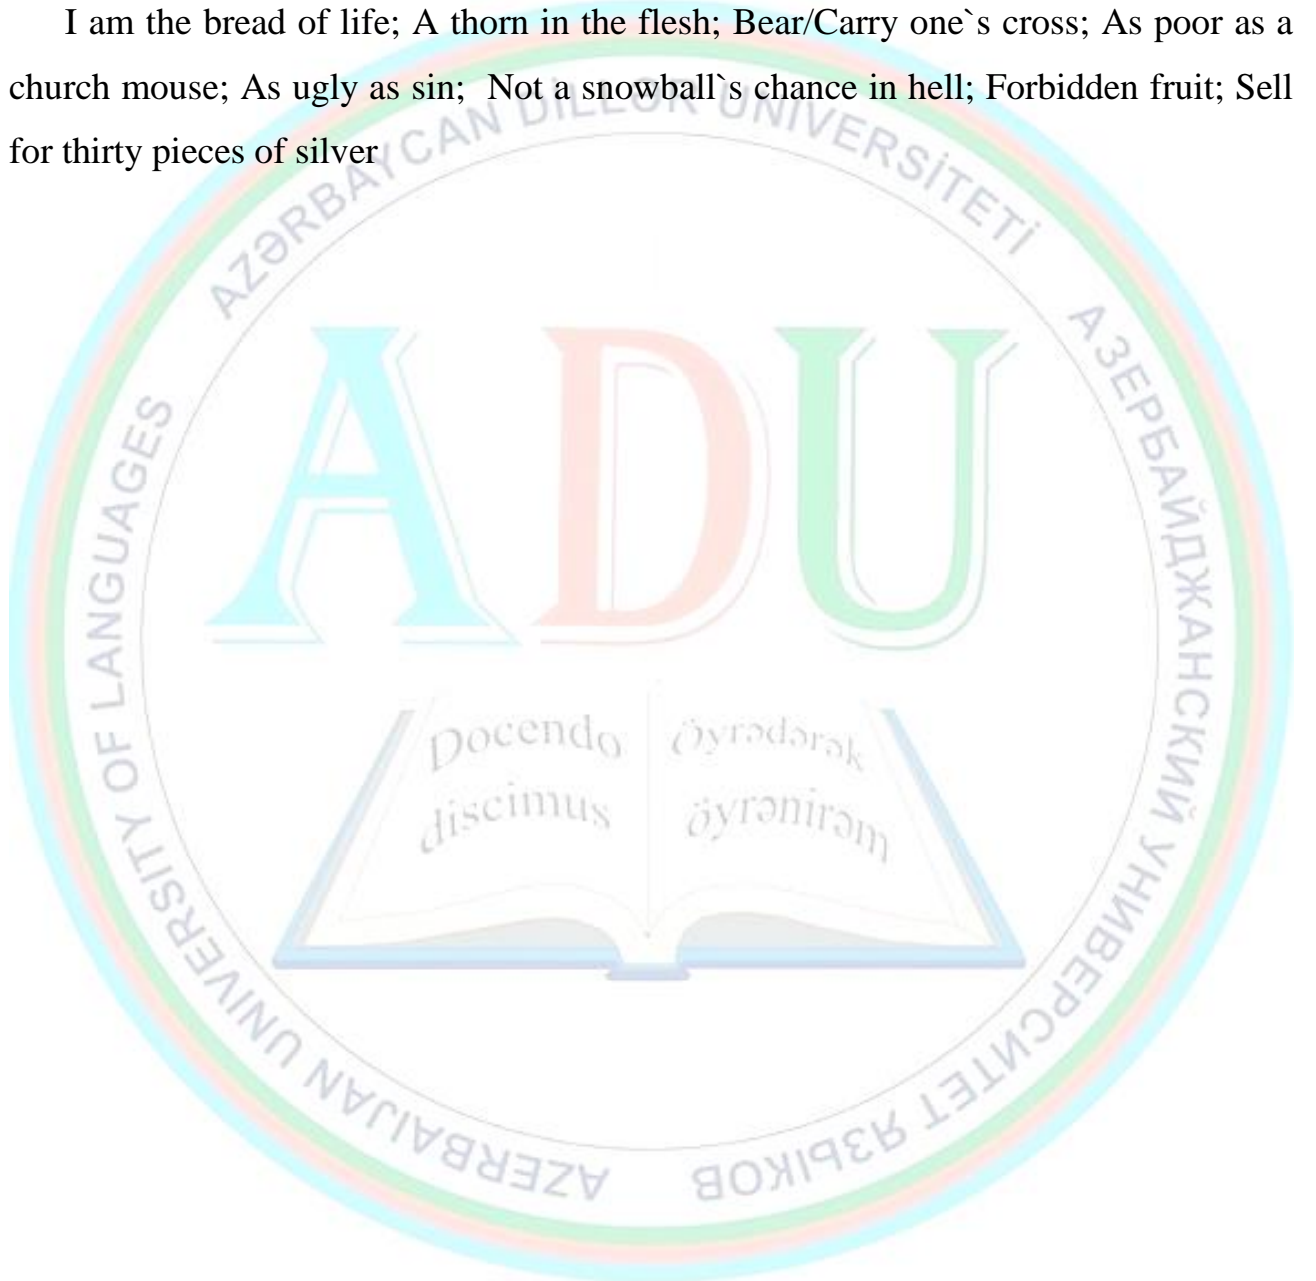 I am the bread of life; A thorn in the flesh; Bear/Carry one`s cross; As poor as a
church mouse; As ugly as sin;  Not a snowball`s chance in hell; Forbidden fruit; Sell
for thirty pieces of silver
AZƏRBAYCAN DİLLƏR UNİVERSİTETİ
АЗЕРБАЙДЖАНСКИЙ УНИВЕРСИТЕТ ЯЗЫКОВ
AZERBAIJAN UNIVERSITY OF LANGUAGES
ADU
Docendo
discimus
Öyrədərək
öyrənirəm